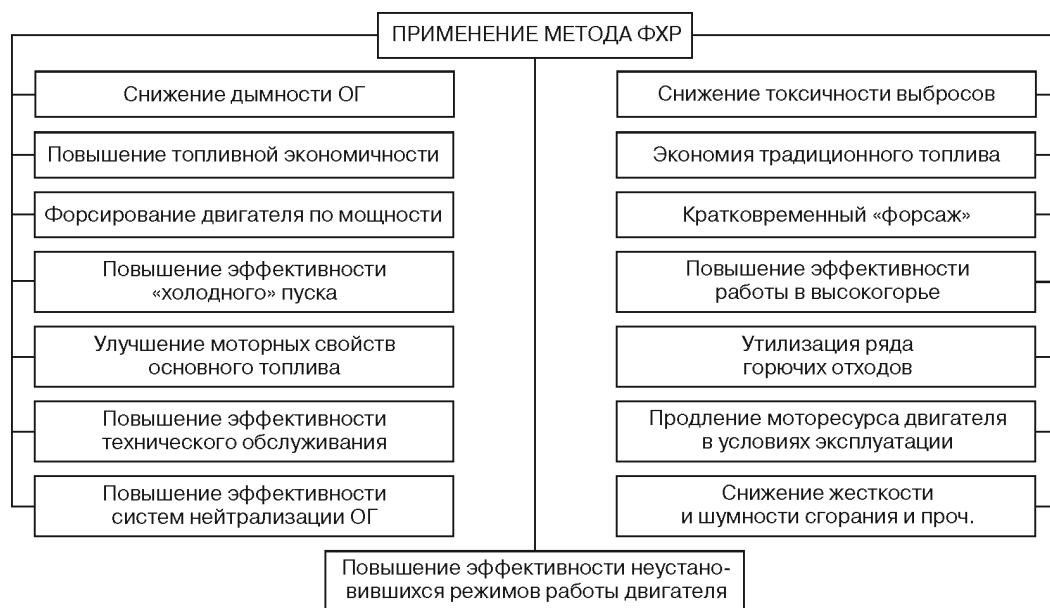 ПРИМЕНЕНИЕ МЕТОДА ФХР
Снижение дымности ОГ
Повышение топливной экономичности
Форсирование двигателя по мощности
Повышение эффективности
«холодного» пуска
Улучшение моторных свойств
основного топлива
Повышение эффективности
технического обслуживания
Повышение эффективности
систем нейтрализации ОГ
Снижение токсичности выбросов
Экономия традиционного топлива
Кратковременный «форсаж»
Повышение эффективности
работы в высокогорье
Утилизация ряда
горючих отходов
Продление моторесурса двигателя
в условиях эксплуатации
Снижение жесткости
и шумности сгорания и проч.
Повышение эффективности неустано-
вившихся режимов работы двигателя